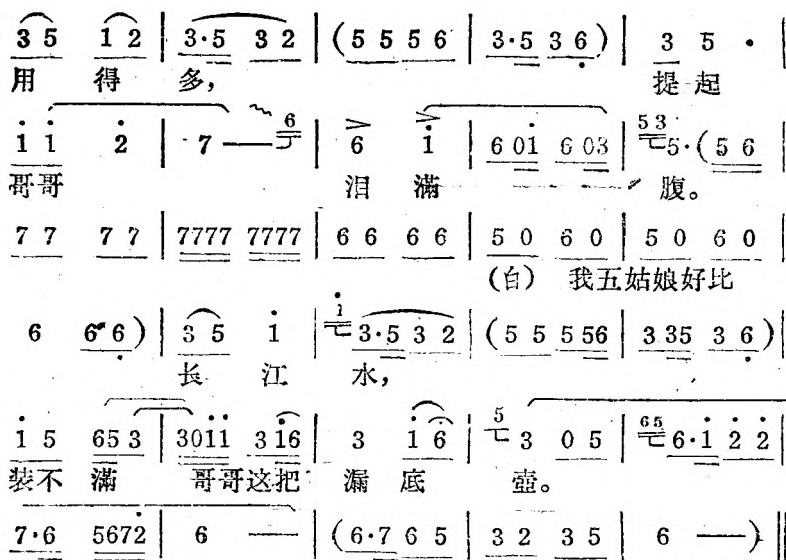 3 5 1 2 | 3·5 3 2 | (5 5 5 6 | 3·5 3 6) | 3 5 · |
用 得 多, 提 起
1 1 2 | 7 — 6 | 6 1 | 6 01 6 03 | 53 5·(5 6 |
哥哥 泪 滿 腹。
7 7 7 7 | 7777 7777 | 6 6 6 6 | 5 0 6 0 | 5 0 6 0 |
(白) 我五姑娘好比
6 6 6) | 3 5 1 | 1 3·5 3 2 | (5 5 5 56 | 3 35 3 6) |
长 江 水,
1 5 65 3 | 3011 3 16 | 3 1 6 | 5 3 0 5 | 65 6·1 2 2 |
装不 滿 哥哥这把 漏 底 壶。
7·6 5672 | 6 — | (6·7 6 5 | 3 2 3 5 | 6 —) ‖